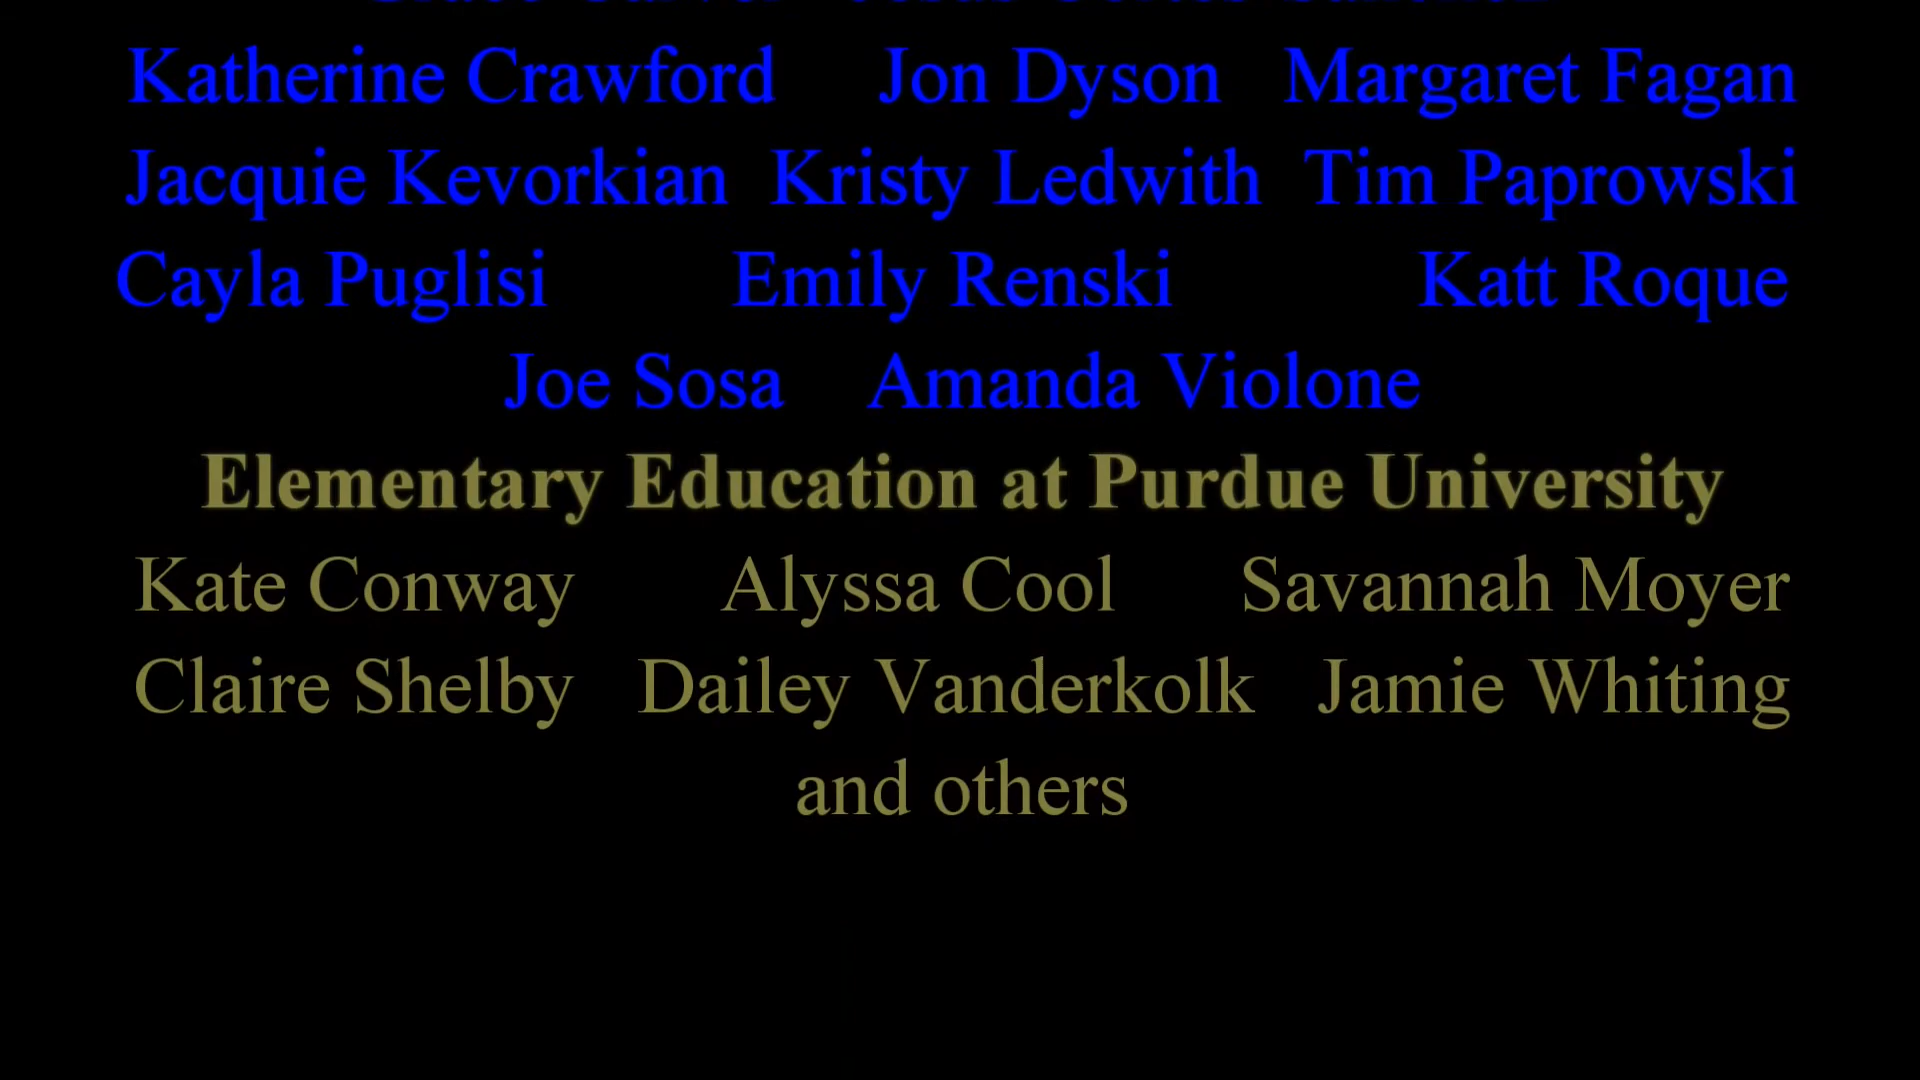 Katherine Crawford Jon Dyson Margaret Fagan
Jacquie Kevorkian Kristy Ledwith Tim Paprowski
Cayla Puglisi Emily Renski Katt Roque
Joe Sosa Amanda Violone
Elementary Education at Purdue University
Kate Conway Alyssa Cool Savannah Moyer
Claire Shelby Dailey Vanderkolk Jamie Whiting
and others